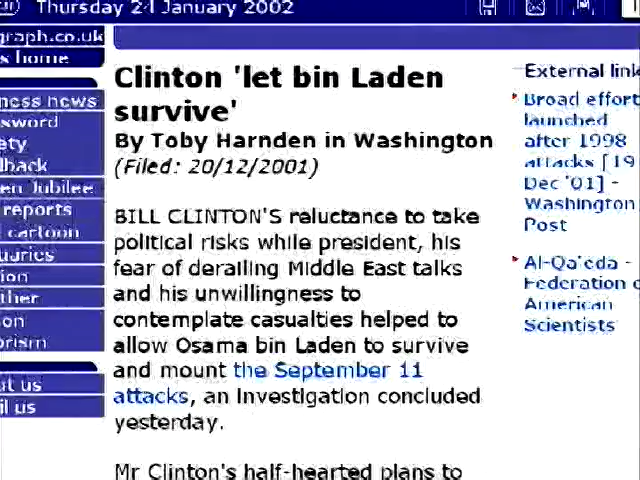 Thursday 24 January 2002
graph.co.uk
s home
ness news
sword
ety
dback
en Jubilee
reports
cartoon
ion
ther
on
orism
ut us
il us
Clinton 'let bin Laden
survive'
By Toby Harnden in Washington
(Filed: 20/12/2001)
BILL CLINTON'S reluctance to take
political risks while president, his
fear of derailing Middle East talks
and his unwillingness to
contemplate casualties helped to
allow Osama bin Laden to survive
and mount the September 11
attacks, an investigation concluded
yesterday.
Mr Clinton's half-hearted plans to
External link
Broad effort
launched
after 1998
attacks [19
Dec '01] -
Washington
Post
Al-Qa'eda -
Federation o
American
Scientists